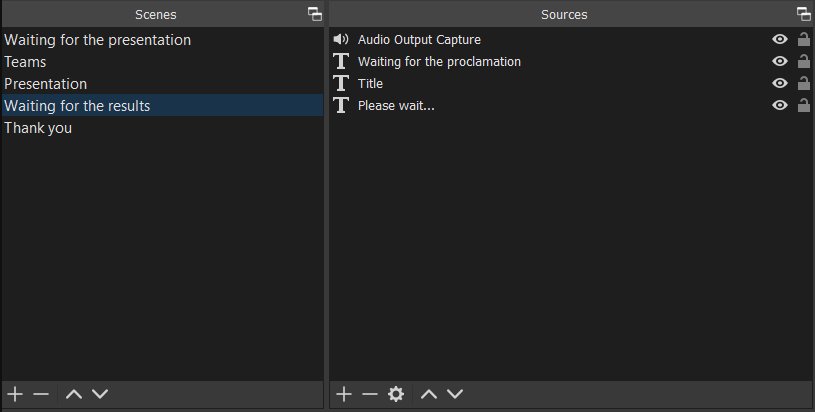 Scenes
Waiting for the presentation
Teams
Presentation
Waiting for the results
Thank you
Sources
Audio Output Capture
Waiting for the proclamation
Title
Please wait...